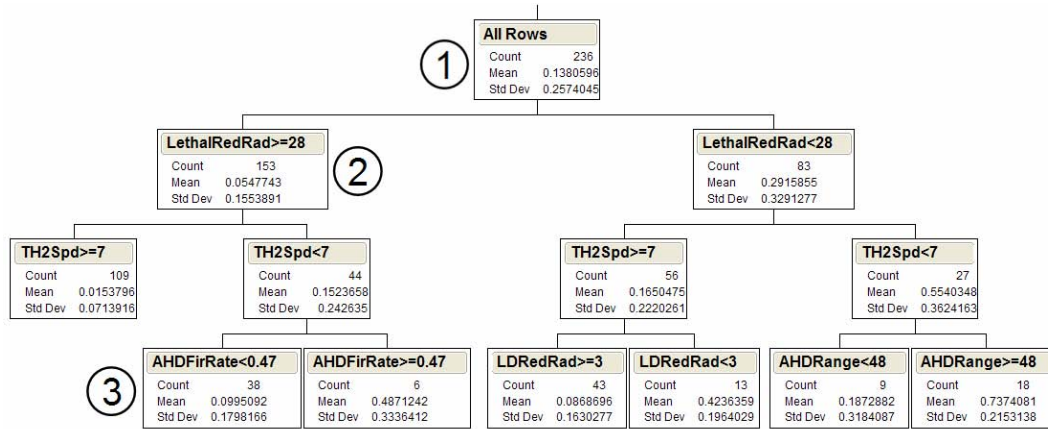 All Rows
Count 236
Mean 0.1380596
Std Dev 0.2574045
1
LethalRedRad>=28
Count 153
Mean 0.0547743
Std Dev 0.1553891
2
LethalRedRad<28
Count 83
Mean 0.2915855
Std Dev 0.3291277
TH2Spd>=7
Count 109
Mean 0.0153796
Std Dev 0.0713916
TH2Spd<7
Count 44
Mean 0.1523658
Std Dev 0.242635
TH2Spd>=7
Count 56
Mean 0.1650475
Std Dev 0.2220261
TH2Spd<7
Count 27
Mean 0.5540348
Std Dev 0.3624163
3
AHDFirRate<0.47
Count 38
Mean 0.0995092
Std Dev 0.1798166
AHDFirRate>=0.47
Count 6
Mean 0.4871242
Std Dev 0.3336412
LDRedRad>=3
Count 43
Mean 0.0868696
Std Dev 0.1630277
LDRedRad<3
Count 13
Mean 0.4236359
Std Dev 0.1964029
AHDRange<48
Count 9
Mean 0.1872882
Std Dev 0.3184087
AHDRange>=48
Count 18
Mean 0.7374081
Std Dev 0.2153138